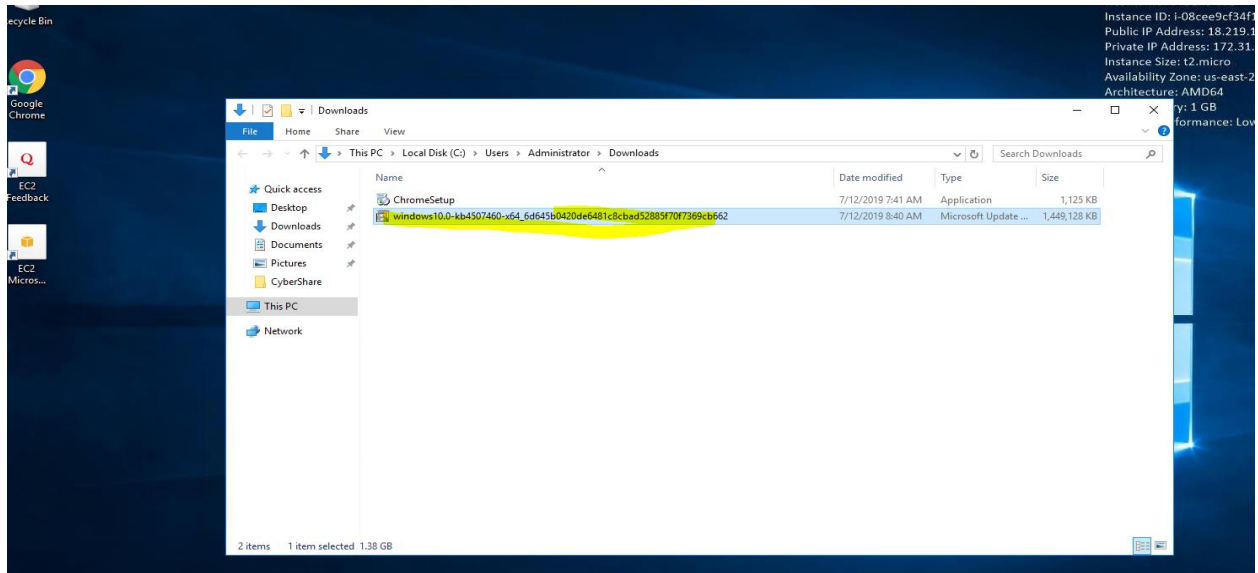 ecycle Bin
Instance ID: i-08cee9cf34f1
Public IP Address: 18.219.1
Private IP Address: 172.31.
Instance Size: t2.micro
Availability Zone: us-east-2
Architecture: AMD64
ry: 1 GB
formance: Low
Google
Chrome
EC2
Feedback
EC2
Micros...
Downloads
File Home Share View
This PC > Local Disk (C:) > Users > Administrator > Downloads
Search Downloads
Name Date modified Type Size
ChromeSetup 7/12/2019 7:41 AM Application 1,125 KB
windows10.0-kb4507460-x64_6d645b0420de6481c8cbad52885f70f7369cb662 7/12/2019 8:40 AM Microsoft Update ... 1,449,128 KB
Quick access
Desktop
Downloads
Documents
Pictures
CyberShare
This PC
Network
2 items 1 item selected 1.38 GB